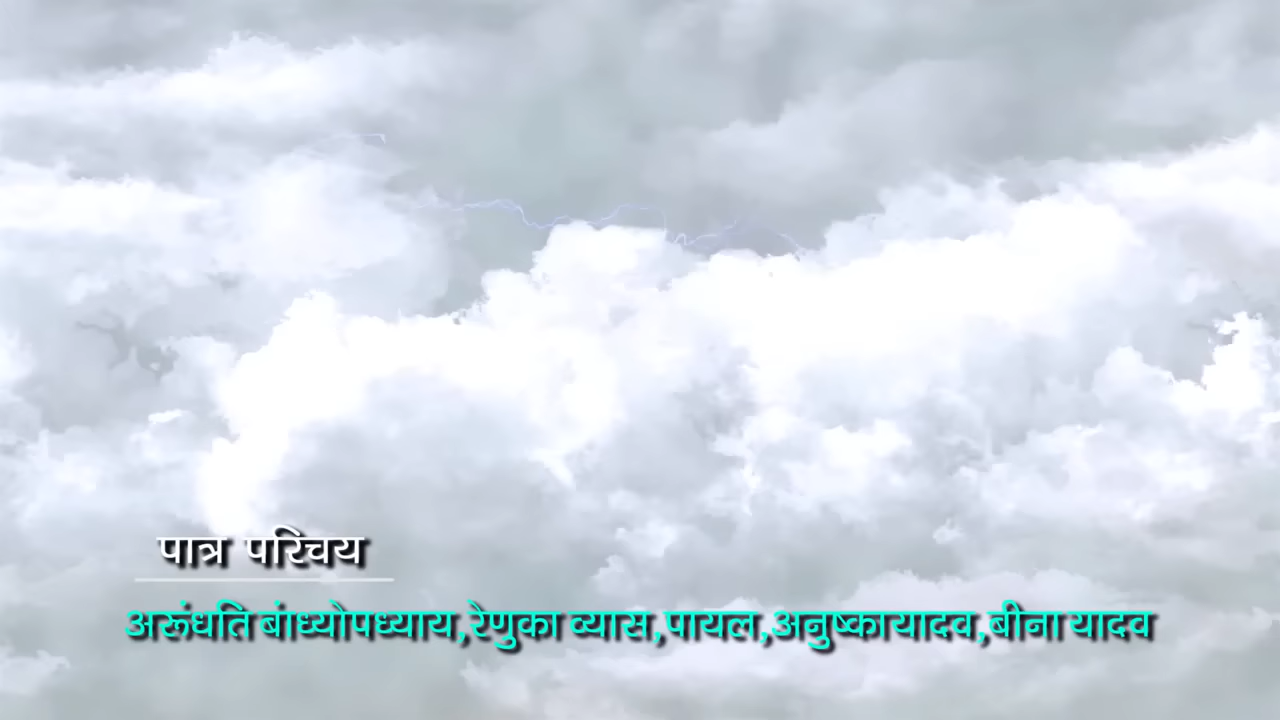 पात्र परिचय
अरूंधति बांध्योपध्याय,रेणुका व्यास,पायल,अनुष्कायादव,बीना यादव